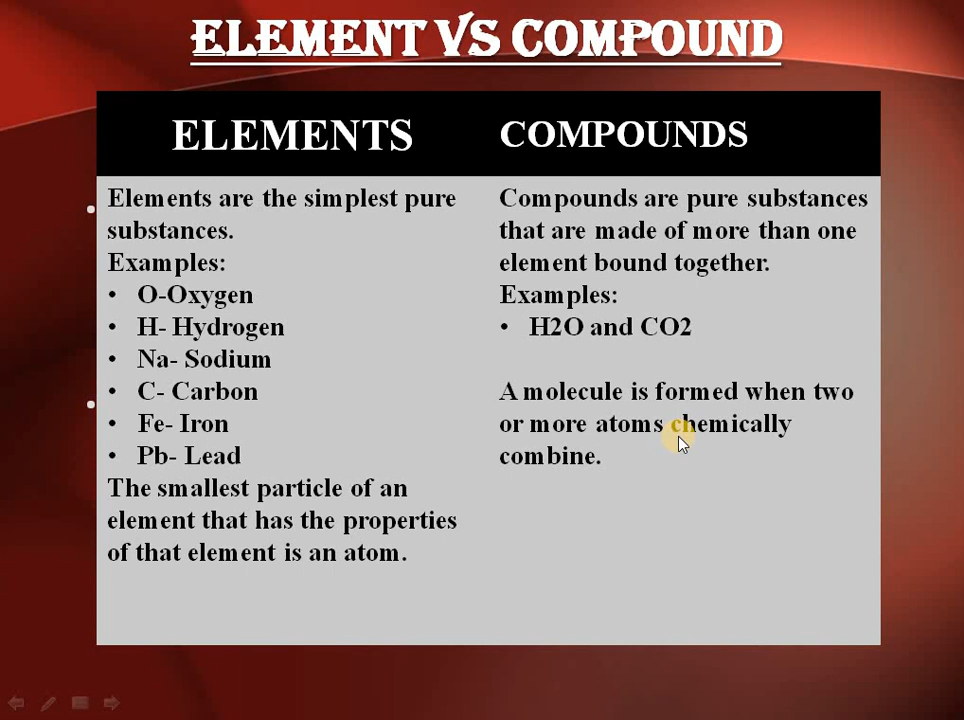 ELEMENT VS COMPOUND
ELEMENTS
Elements are the simplest pure
substances.
Examples:
• O-Oxygen
• H- Hydrogen
• Na- Sodium
• C- Carbon
• Fe- Iron
• Pb- Lead
The smallest particle of an
element that has the properties
of that element is an atom.
COMPOUNDS
Compounds are pure substances
that are made of more than one
element bound together.
Examples:
• H2O and CO2
A molecule is formed when two
or more atoms chemically
combine.